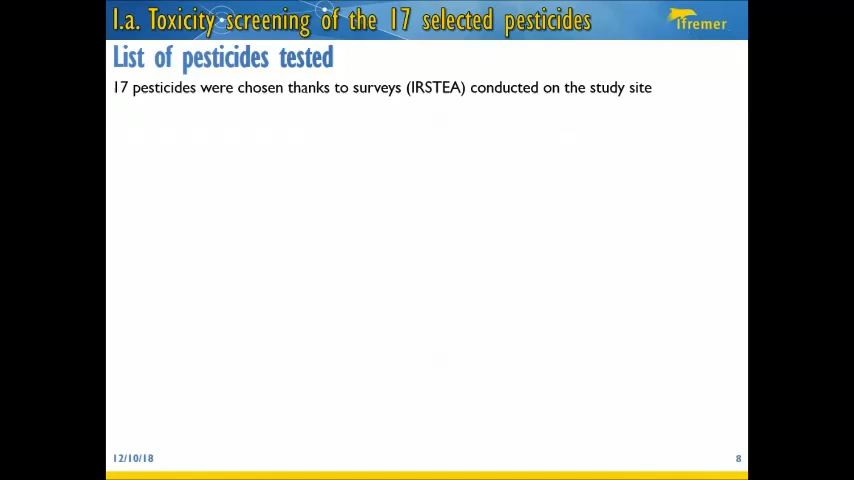 I.a. Toxicity screening of the 17 selected pesticides
ifremer
List of pesticides tested
17 pesticides were chosen thanks to surveys (IRSTEA) conducted on the study site
12/10/18
8